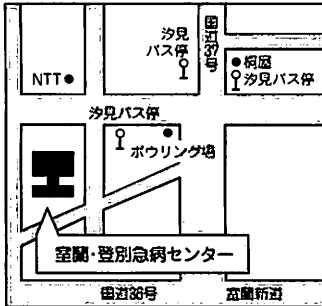 汐見
バス停
国道37号
桐屋
汐見バス停
NTT
汐見バス停
ボウリング場
室蘭・登別急病センター
国道36号
室蘭新道